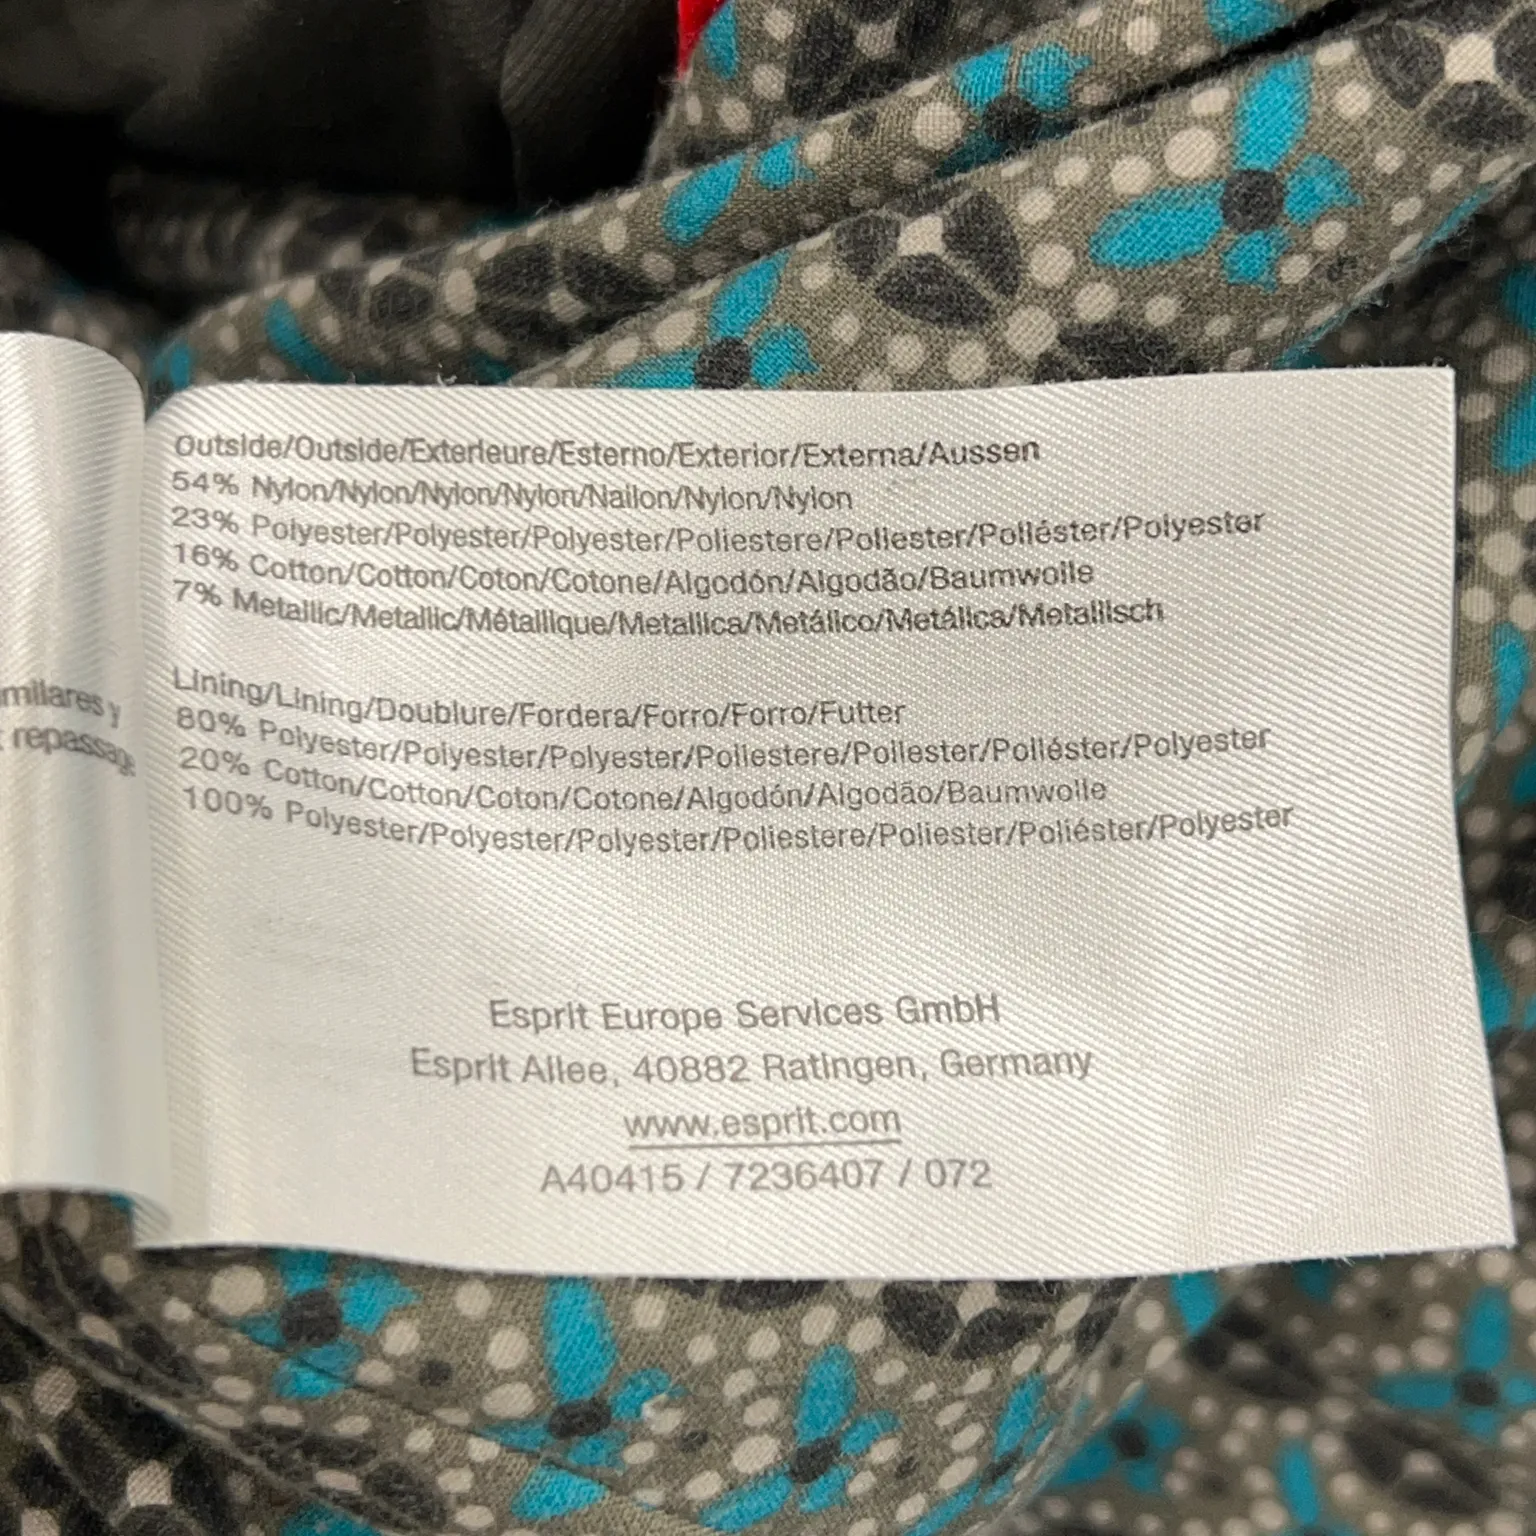 milares y
repassage
Outside/Outside/Exterieure/Esterno/Exterior/Externa/Aussen
54% Nylon/Nylon/Nylon/Nylon/Nailon/Nylon/Nylon
23% Polyester/Polyester/Polyester/Poliestere/Poliester/Poliéster/Polyester
16% Cotton/Cotton/Coton/Cotone/Algodón/Algodão/Baumwolle
7% Metallic/Metallic/Métallique/Metallica/Metálico/Metálica/Metallisch
Lining/Lining/Doublure/Fordera/Forro/Forro/Futter
80% Polyester/Polyester/Polyester/Poliestere/Poliester/Poliéster/Polyester
20% Cotton/Cotton/Coton/Cotone/Algodón/Algodão/Baumwolle
100% Polyester/Polyester/Polyester/Poliestere/Poliester/Poliéster/Polyester
Esprit Europe Services GmbH
Esprit Allee, 40882 Ratingen, Germany
www.esprit.com
A40415 / 7236407 / 072